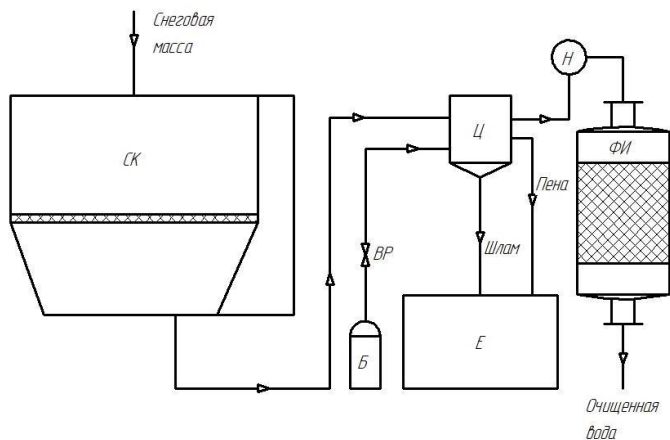 Снеговая
масса
СК
Н
Ц
ФИ
Пена
ВР
Шлам
Б
Е
Очищенная
вода